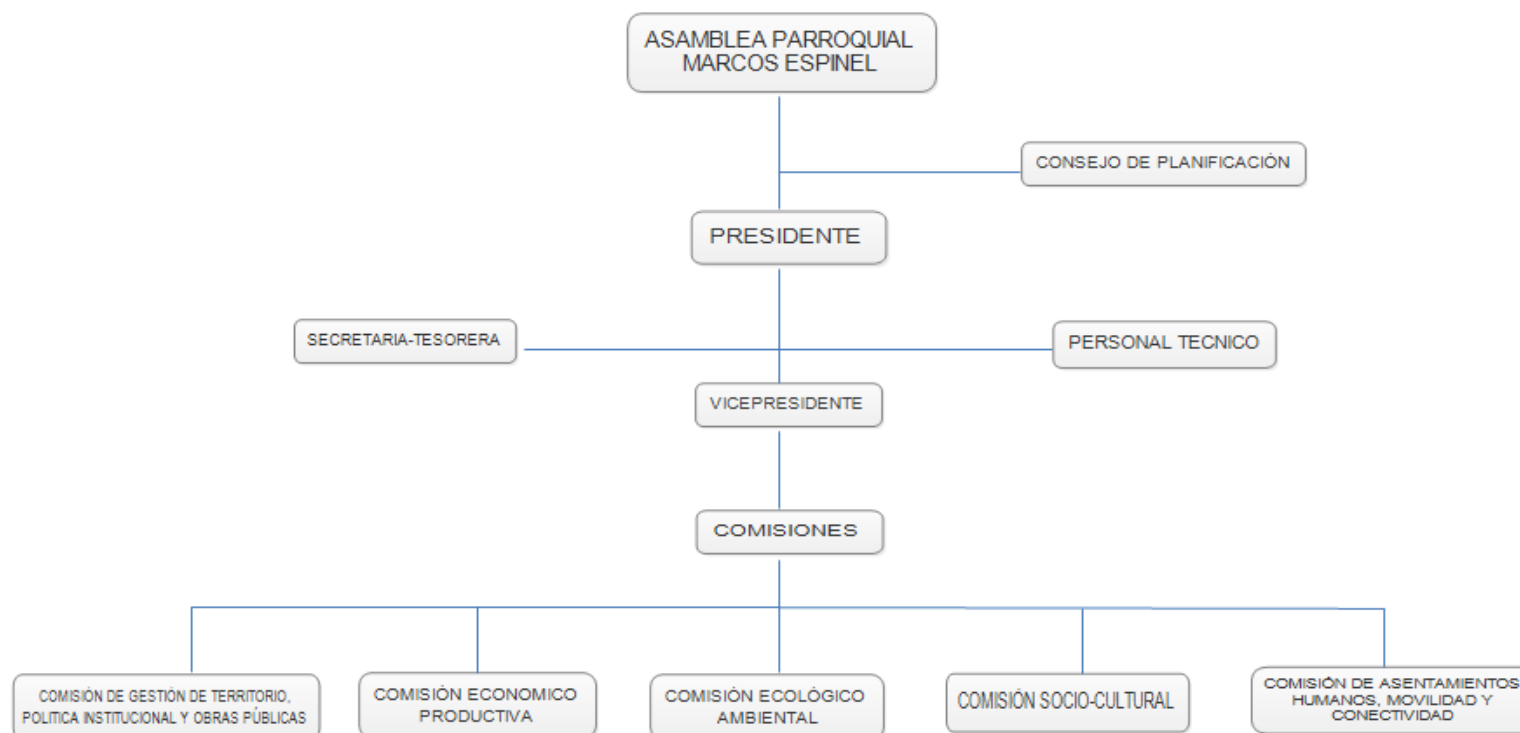 ASAMBLEA PARROQUIAL
MARCOS ESPINEL
CONSEJO DE PLANIFICACIÓN
PRESIDENTE
SECRETARIA-TESORERA
PERSONAL TECNICO
VICEPRESIDENTE
COMISIONES
COMISIÓN DE GESTIÓN DE TERRITORIO,
POLITICA INSTITUCIONAL Y OBRAS PÚBLICAS
COMISIÓN ECONOMICO
PRODUCTIVA
COMISIÓN ECOLÓGICO
AMBIENTAL
COMISIÓN SOCIO-CULTURAL
COMISIÓN DE ASENTAMIENTOS
HUMANOS, MOVILIDAD Y
CONECTIVIDAD